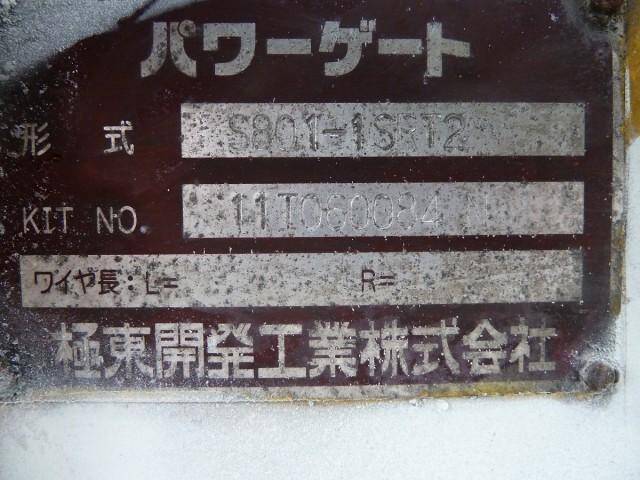 パワーゲート
形 式 S801-1SFT2
KIT NO. 11T060084
ワイヤ長：L= R=
極東開発工業株式会社